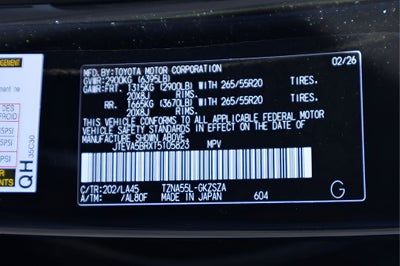 02/26
MFD.BY:TOYOTA MOTOR CORPORATION
GVWR:2900KG (6395LB)
GAWR:FRT. 1315KG (2900LB) WITH 265/55R20 TIRES.
20X8J RIMS.
RR. 1665KG (3670LB) WITH 265/55R20 TIRES.
20X8J RIMS.
THIS VEHICLE CONFORMS TO ALL APPLICABLE FEDERAL MOTOR
VEHICLE SAFETY STANDARDS IN EFFECT ON THE DATE OF
MANUFACTURE SHOWN ABOVE.
JTEVA5BRXT5105823 MPV
C/TR:202/LA45 TZNA55L-GKZSZA
A/TM: /AL80F MADE IN JAPAN 604
G
QH
35C30